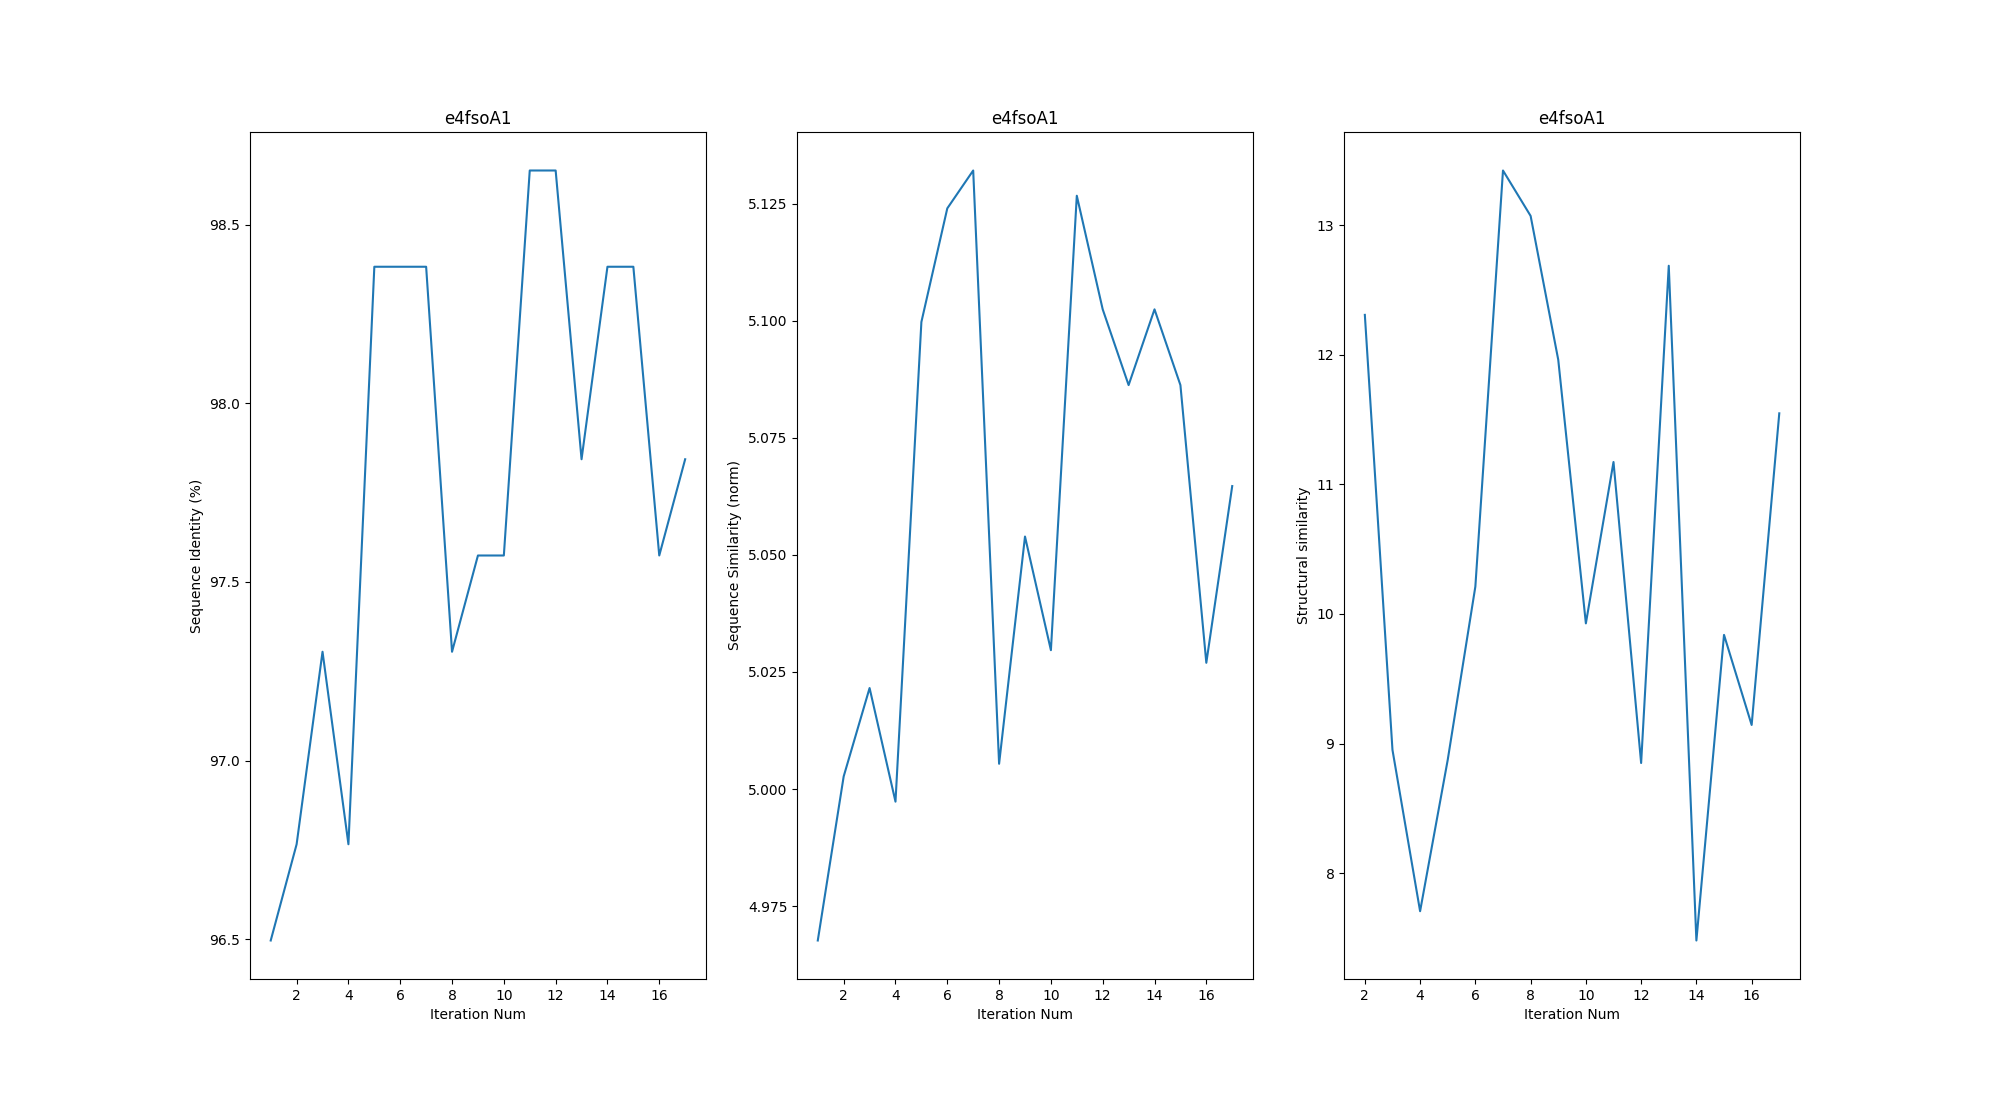 e4fsoA1
Sequence Identity (%)
98.5
98.0
97.5
97.0
96.5
2 4 6 8 10 12 14 16
Iteration Num
e4fsoA1
Sequence Similarity (norm)
5.125
5.100
5.075
5.050
5.025
5.000
4.975
2 4 6 8 10 12 14 16
Iteration Num
e4fsoA1
Structural similarity
13
12
11
10
9
8
2 4 6 8 10 12 14 16
Iteration Num